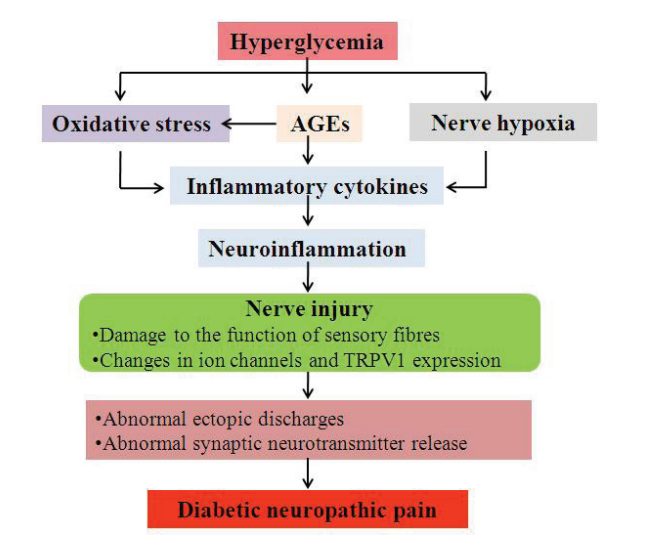 Hyperglycemia
Oxidative stress
AGEs
Nerve hypoxia
Inflammatory cytokines
Neuroinflammation
Nerve injury
•Damage to the function of sensory fibres
•Changes in ion channels and TRPV1 expression
•Abnormal ectopic discharges
•Abnormal synaptic neurotransmitter release
Diabetic neuropathic pain